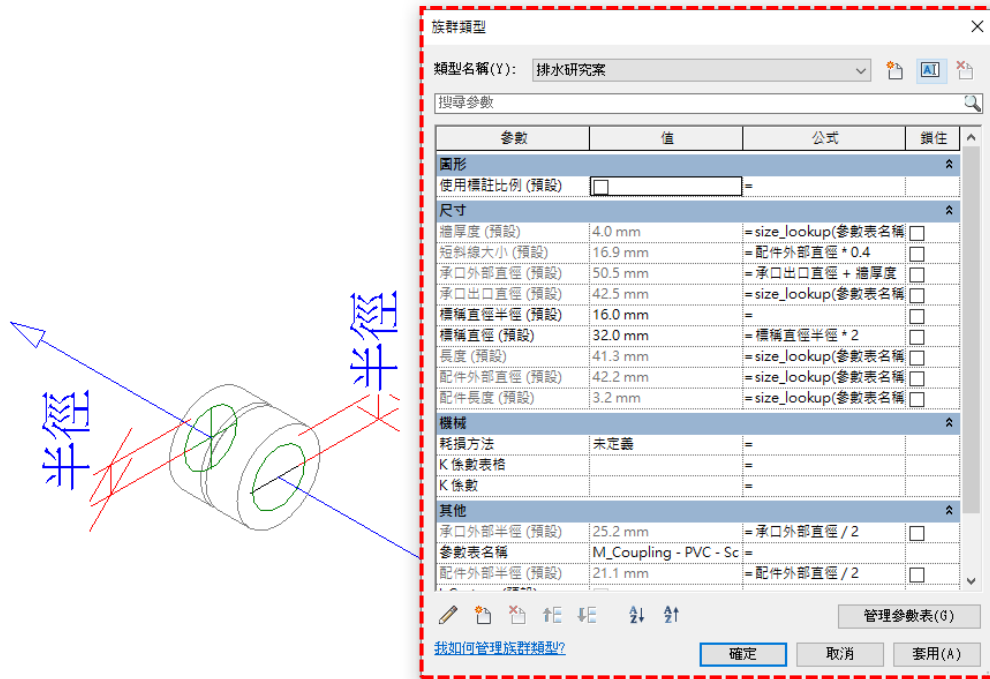 族群類型
類型名稱(Y): 排水研究案
搜尋參數
參數 值 公式 鎖住
圖形
使用標註比例 (預設) =
尺寸
牆厚度 (預設) 4.0 mm =size_lookup(參數表名稱
短斜線大小 (預設) 16.9 mm =配件外部直徑 * 0.4
承口外部直徑 (預設) 50.5 mm =承口出口直徑 + 牆厚度
承口出口直徑 (預設) 42.5 mm =size_lookup(參數表名稱
標稱直徑半徑 (預設) 16.0 mm =
標稱直徑 (預設) 32.0 mm =標稱直徑半徑 * 2
長度 (預設) 41.3 mm =size_lookup(參數表名稱
配件外部直徑 (預設) 42.2 mm =size_lookup(參數表名稱
配件長度 (預設) 3.2 mm =size_lookup(參數表名稱
機械
耗損方法 未定義 =
K 係數表格 =
K 係數 =
其他
承口外部半徑 (預設) 25.2 mm =承口外部直徑 / 2
參數表名稱 M_Coupling - PVC - Sc =
配件外部半徑 (預設) 21.1 mm =配件外部直徑 / 2
管理參數表(G)
我如何管理族群類型?
確定 取消 套用(A)
半徑
半徑